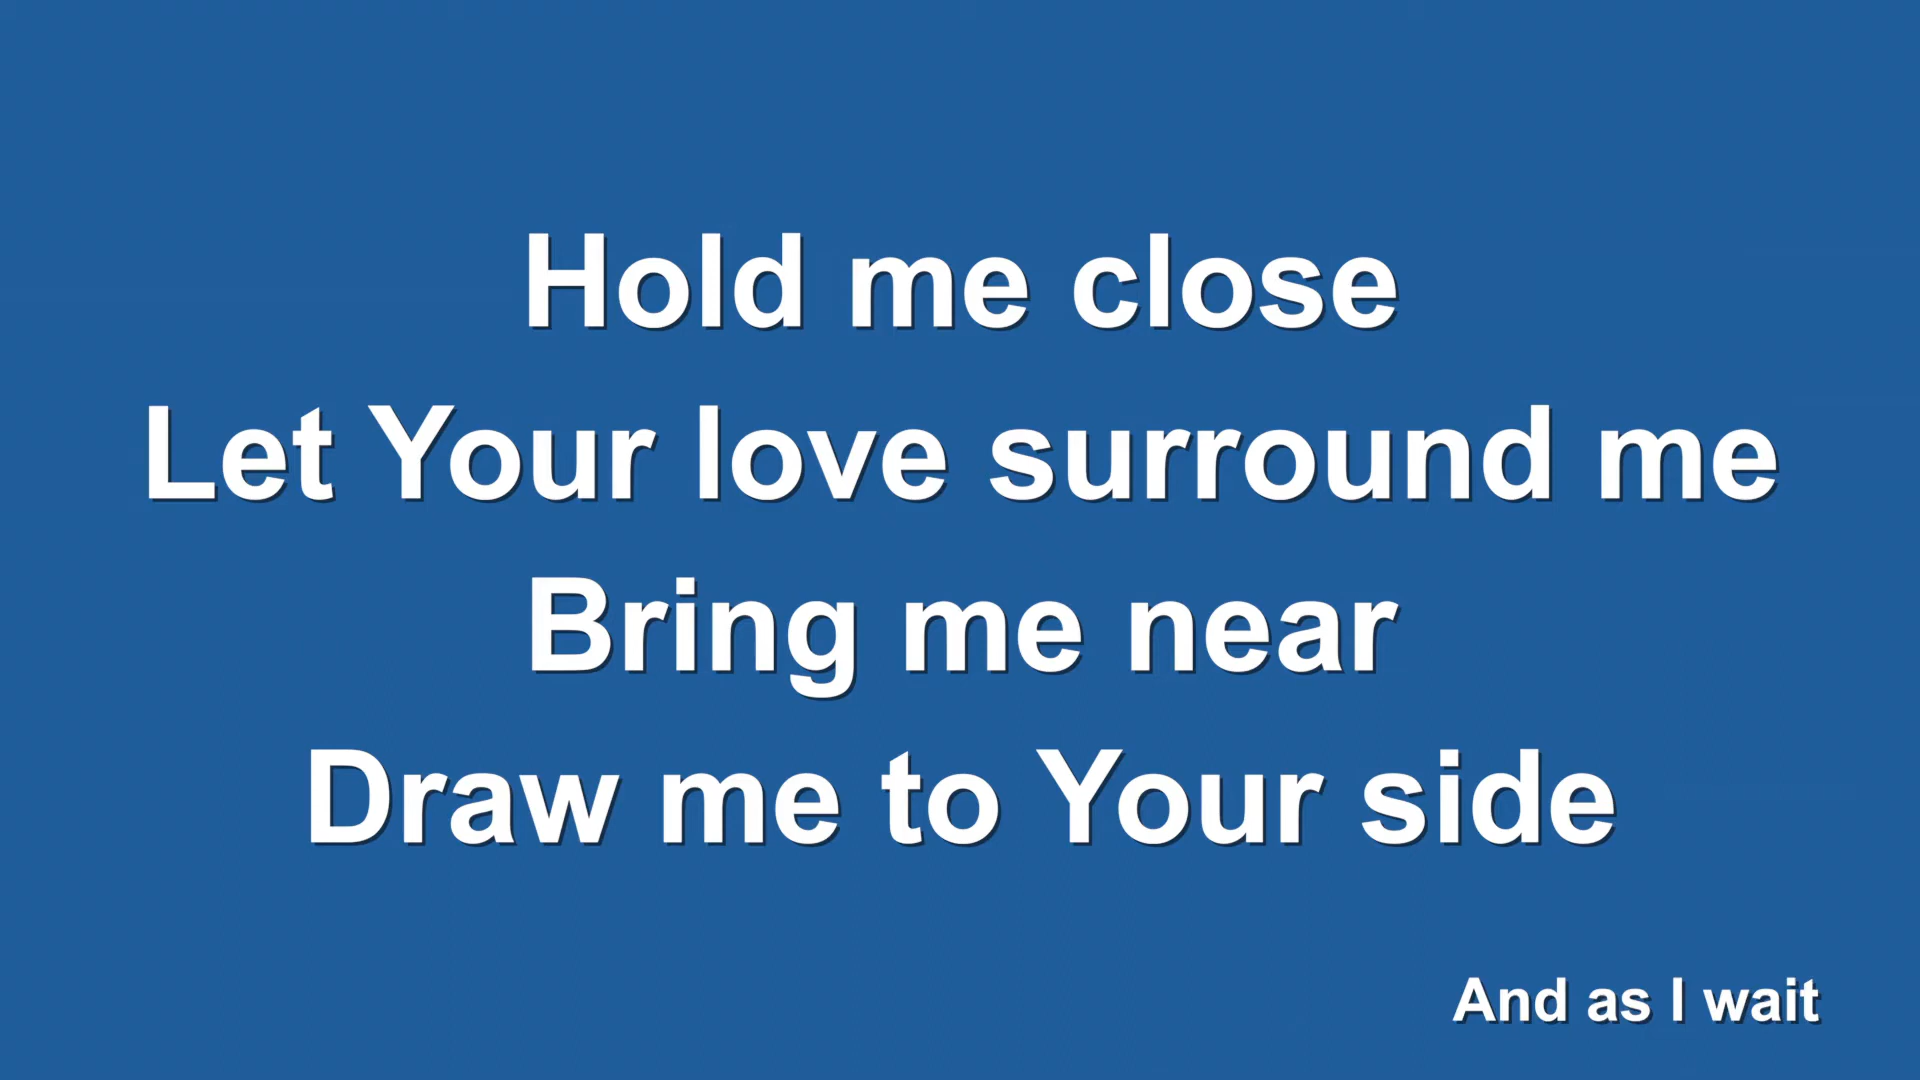 Hold me close
Let Your love surround me
Bring me near
Draw me to Your side
And as I wait